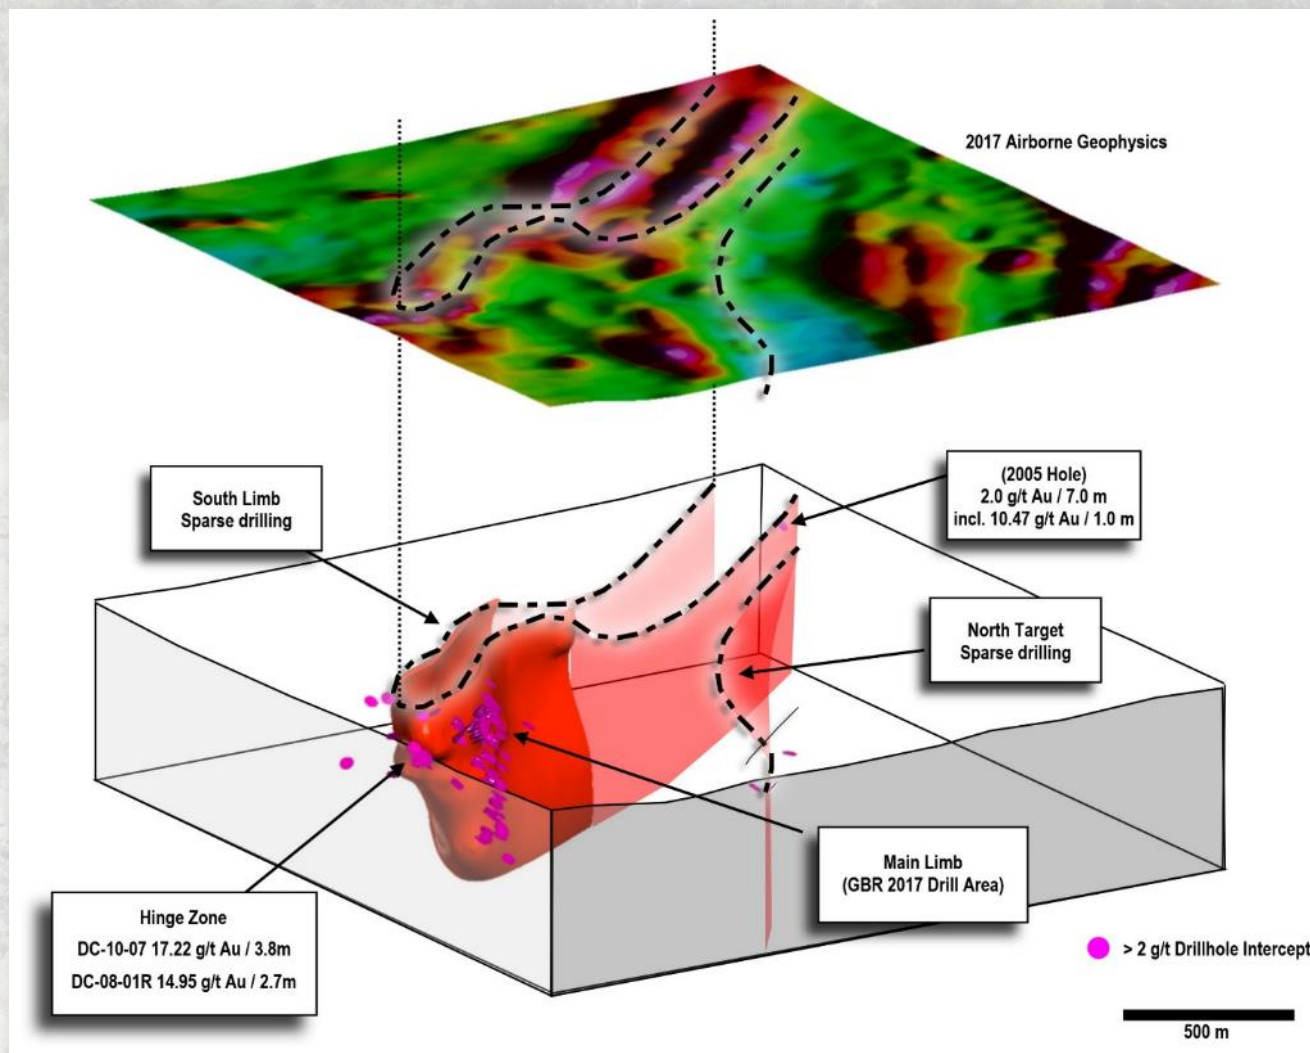 2017 Airborne Geophysics
South Limb
Sparse drilling
(2005 Hole)
2.0 g/t Au / 7.0 m
incl. 10.47 g/t Au / 1.0 m
North Target
Sparse drilling
Main Limb
(GBR 2017 Drill Area)
Hinge Zone
DC-10-07 17.22 g/t Au / 3.8m
DC-08-01R 14.95 g/t Au / 2.7m
> 2 g/t Drillhole Intercept
500 m